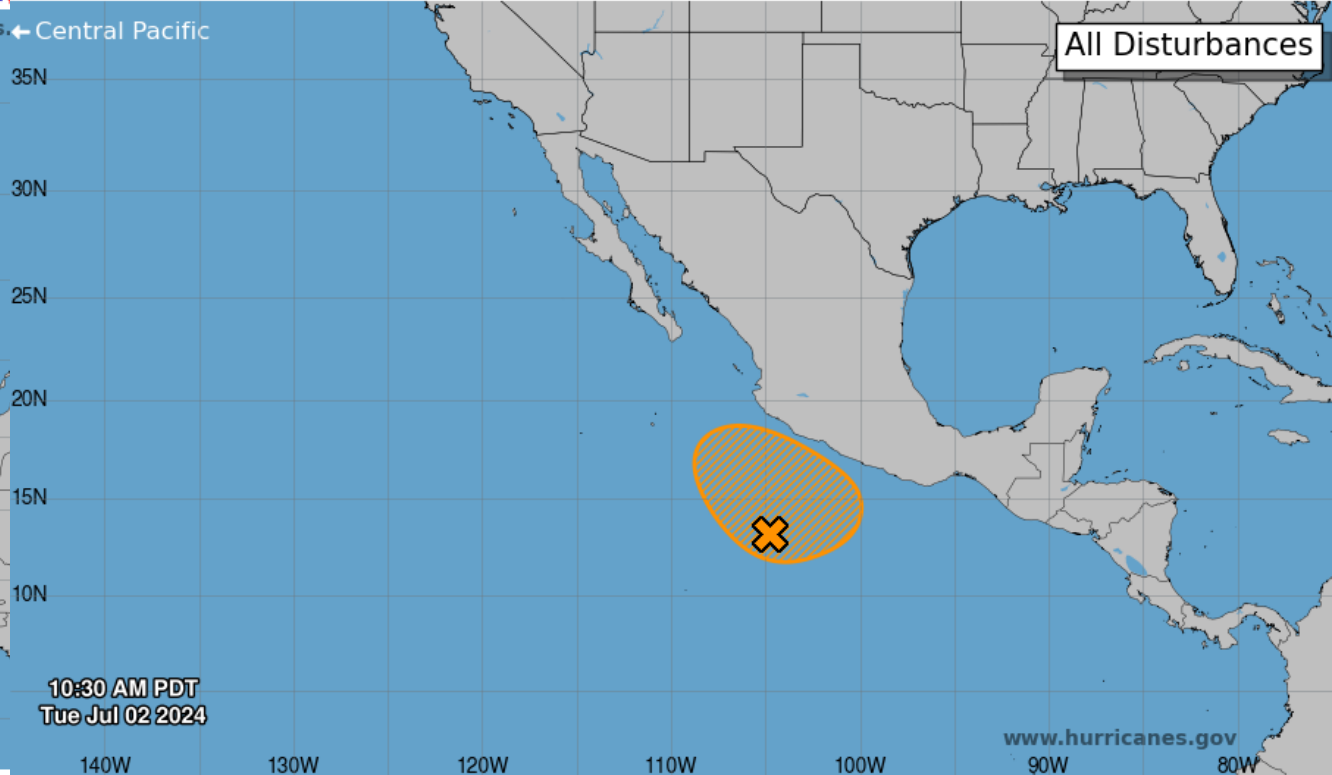 s.
← Central Pacific
All Disturbances
35N
30N
25N
20N
15N
10N
10:30 AM PDT
Tue Jul 02 2024
www.hurricanes.gov
140W 130W 120W 110W 100W 90W 80W